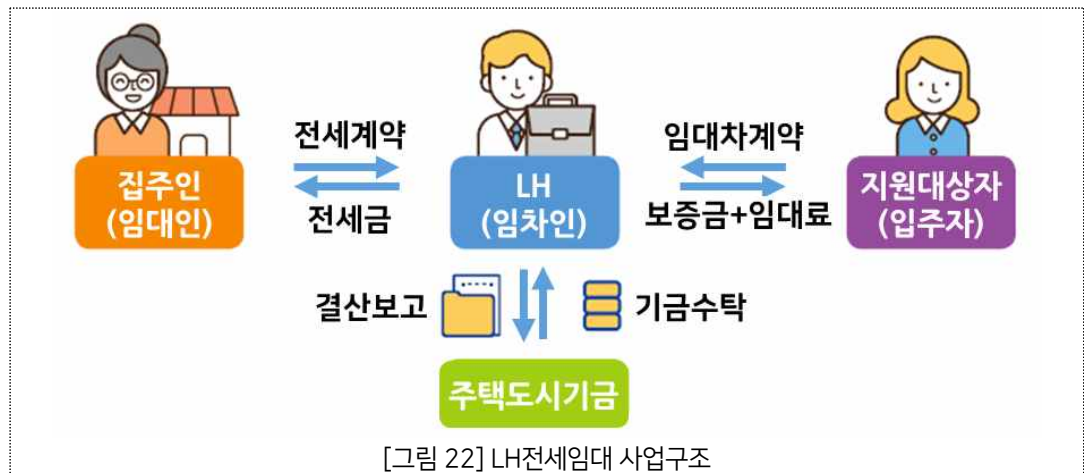 전세계약
전세금
임대차계약
보증금+임대료
집주인
(임대인)
LH
(임차인)
지원대상자
(입주자)
결산보고
기금수탁
주택도시기금
[그림 22] LH전세임대 사업구조